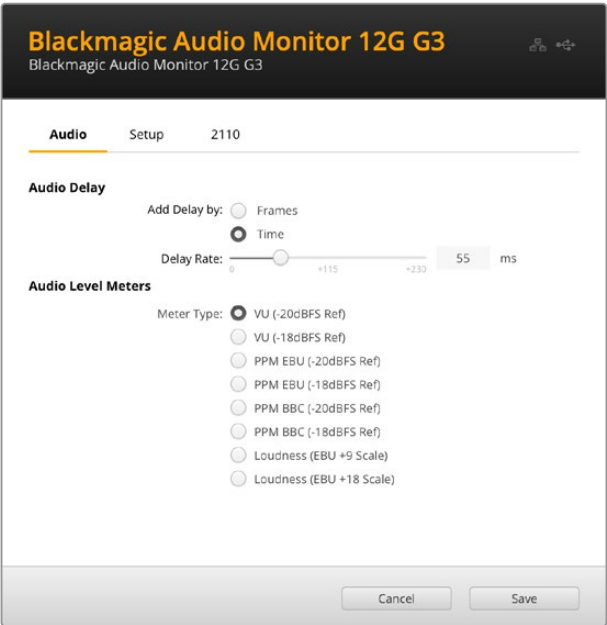 Blackmagic Audio Monitor 12G G3
Blackmagic Audio Monitor 12G G3
Audio Setup 2110
Audio Delay
Add Delay by: Frames
Time
Delay Rate: 55 ms
0 +115 +230
Audio Level Meters
Meter Type: VU (-20dBFS Ref)
VU (-18dBFS Ref)
PPM EBU (-20dBFS Ref)
PPM EBU (-18dBFS Ref)
PPM BBC (-20dBFS Ref)
PPM BBC (-18dBFS Ref)
Loudness (EBU +9 Scale)
Loudness (EBU +18 Scale)
Cancel Save